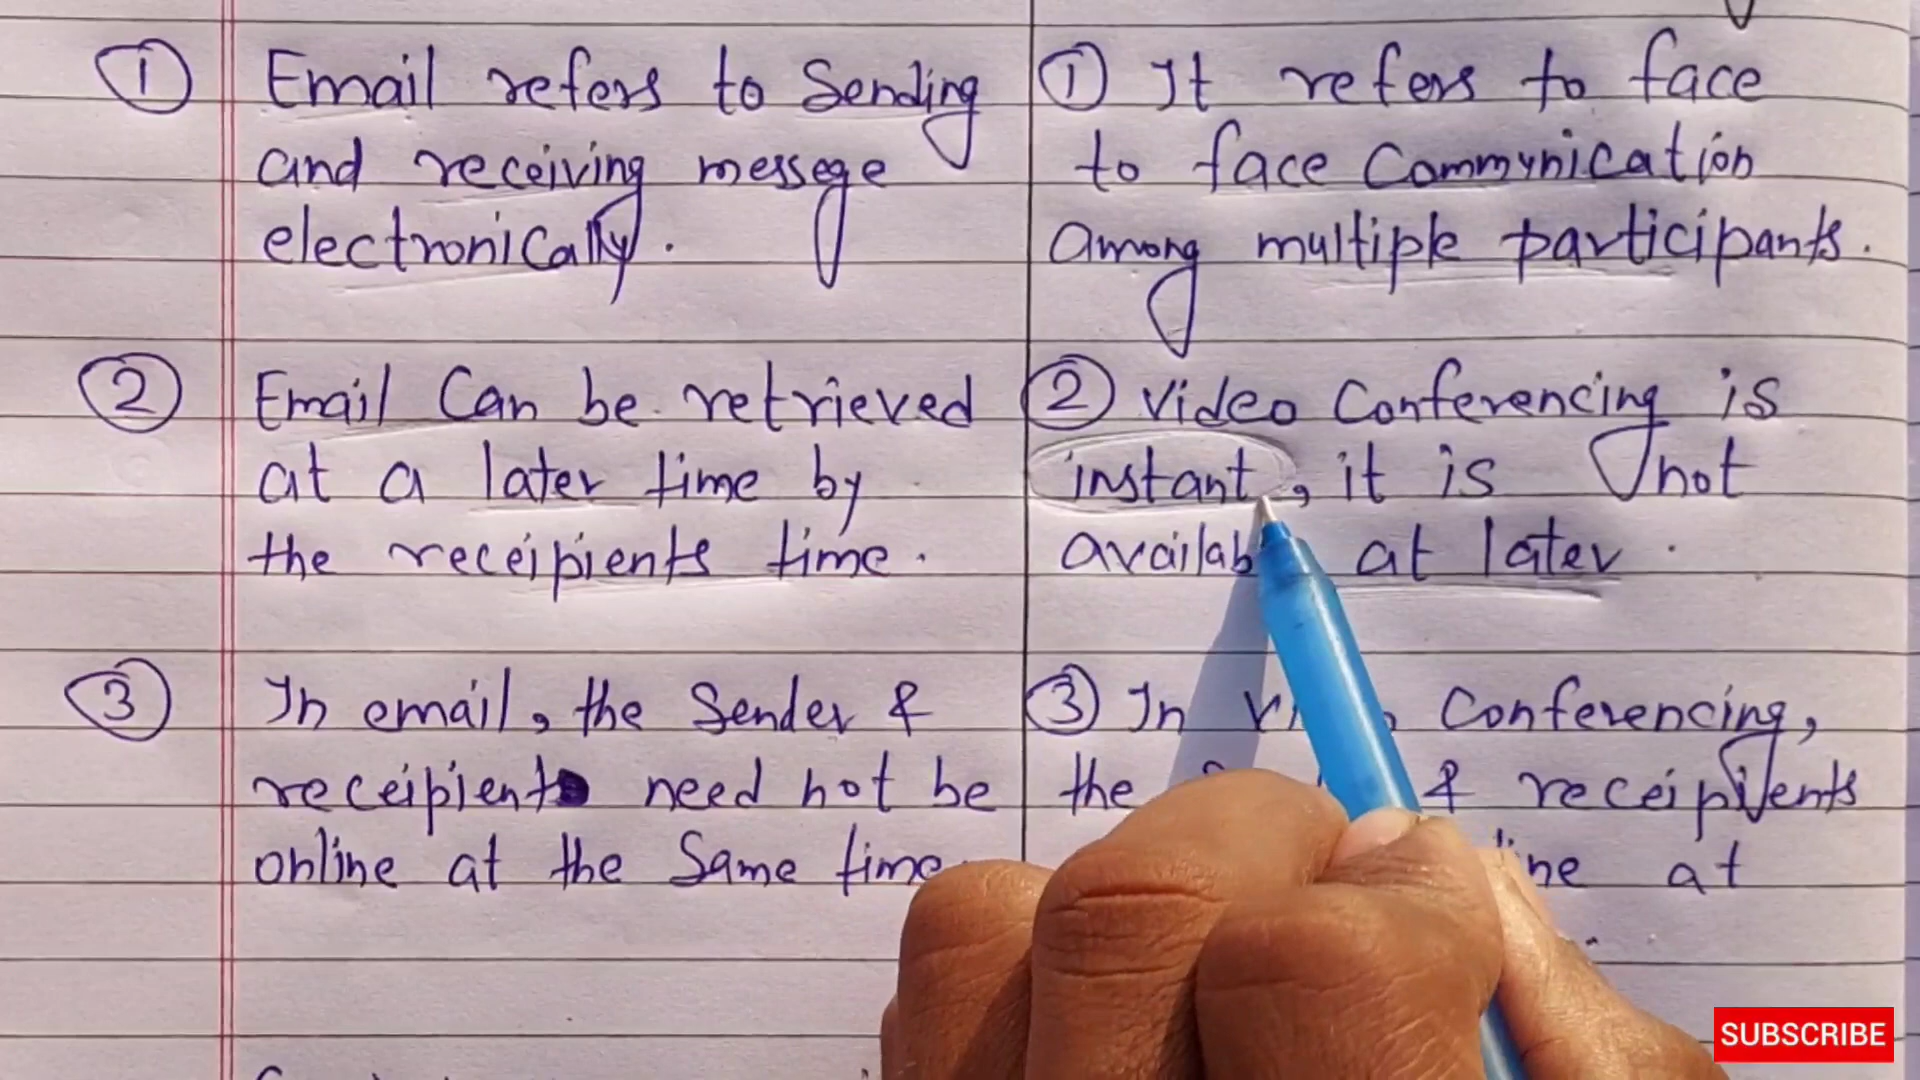 ① Email refers to Sending
and receiving messege
electronically.
② Email Can be retrieved
at a later time by
the receipients time.
③ In email, the Sender &
receipient need not be
online at the Same time
① It refers to face
to face Communication
among multiple participants.
② Video Conferencing is
instant, it is not
at later.
③ In Conferencing,
the & receipients
at
SUBSCRIBE